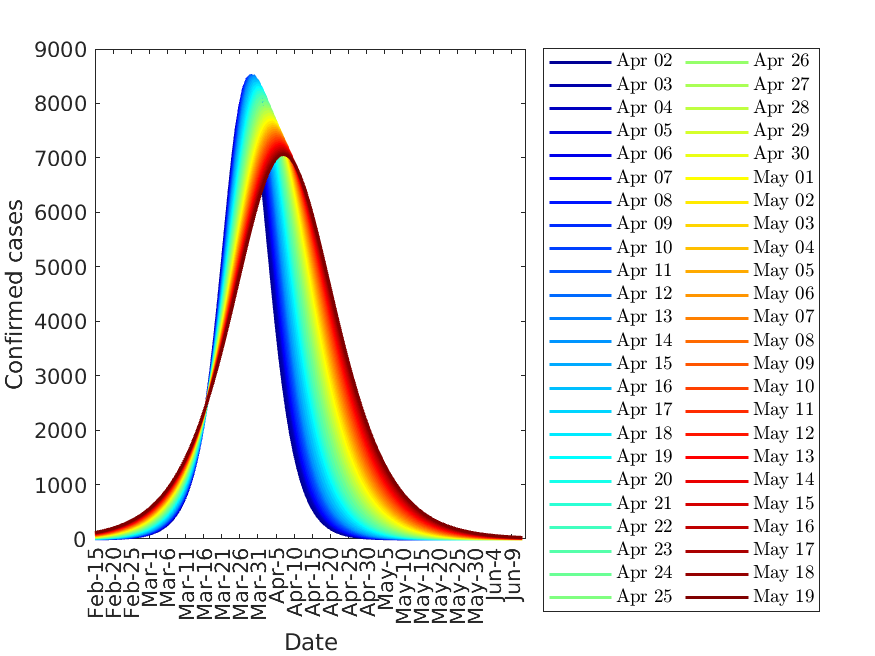 9000
8000
7000
6000
5000
4000
3000
2000
1000
0
Confirmed cases
Feb-15
Feb-20
Feb-25
Mar-1
Mar-6
Mar-11
Mar-16
Mar-21
Mar-26
Mar-31
Apr-5
Apr-10
Apr-15
Apr-20
Apr-25
Apr-30
May-5
May-10
May-15
May-20
May-25
May-30
Jun-4
Jun-9
Date
Apr 02
Apr 03
Apr 04
Apr 05
Apr 06
Apr 07
Apr 08
Apr 09
Apr 10
Apr 11
Apr 12
Apr 13
Apr 14
Apr 15
Apr 16
Apr 17
Apr 18
Apr 19
Apr 20
Apr 21
Apr 22
Apr 23
Apr 24
Apr 25
Apr 26
Apr 27
Apr 28
Apr 29
Apr 30
May 01
May 02
May 03
May 04
May 05
May 06
May 07
May 08
May 09
May 10
May 11
May 12
May 13
May 14
May 15
May 16
May 17
May 18
May 19